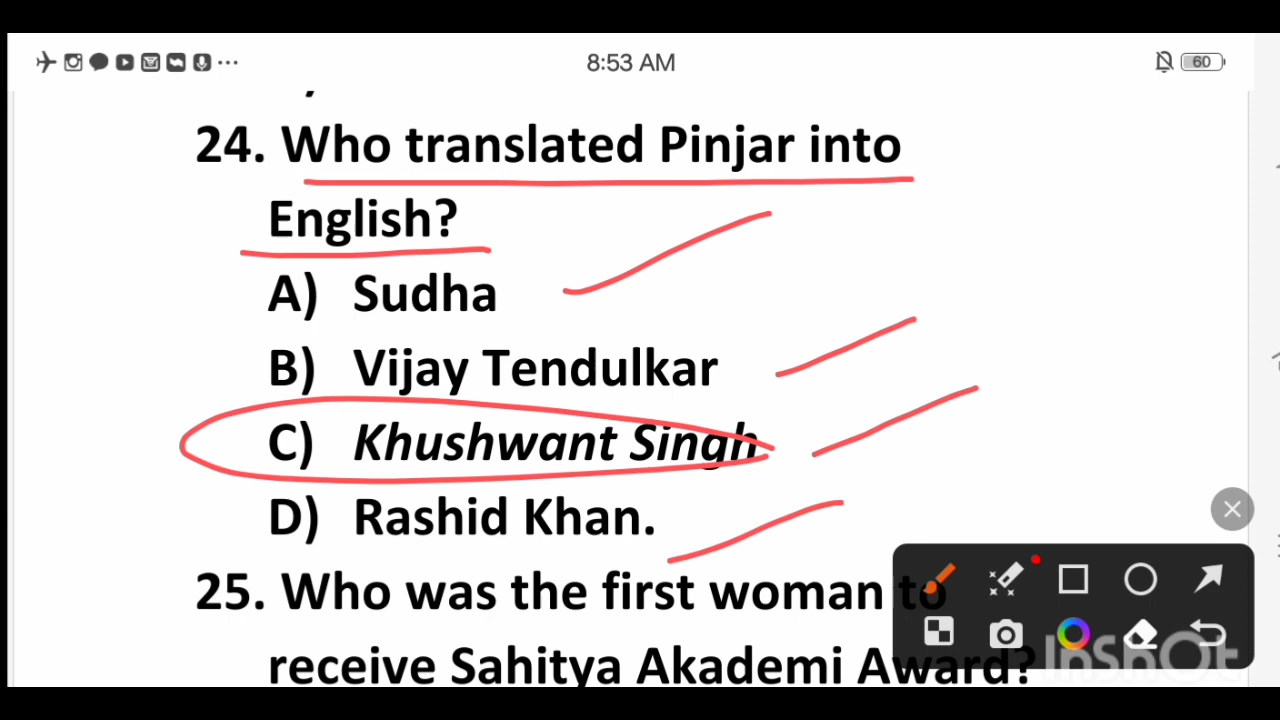 8:53 AM
60
24. Who translated Pinjar into
English?
A) Sudha
B) Vijay Tendulkar
C) Khushwant Singh
D) Rashid Khan.
25. Who was the first woman to
receive Sahitya Akademi Award?
InShOt